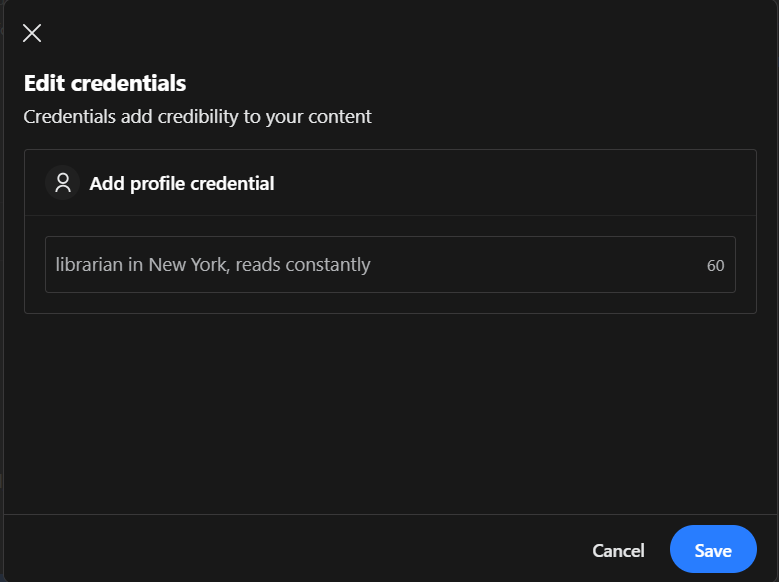 Edit credentials
Credentials add credibility to your content
Add profile credential
librarian in New York, reads constantly 60
Cancel Save